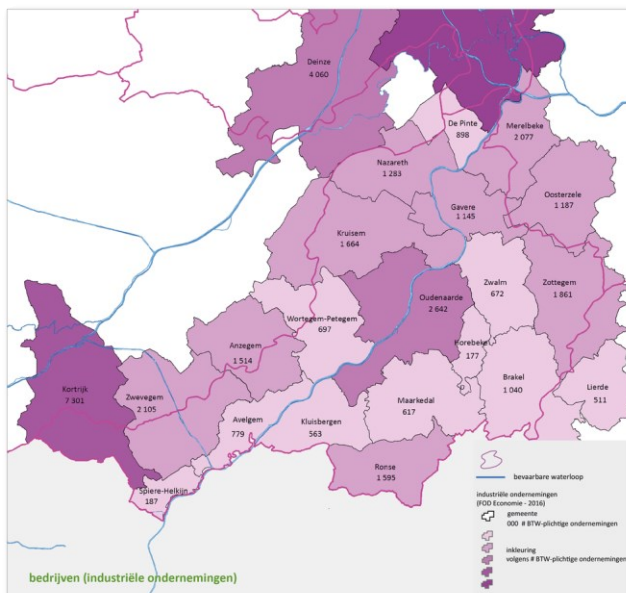 Deinze
4 060
De Pinte
898
Merelbeke
2 077
Nazareth
1 283
Oosterzele
1 187
Gavere
1 145
Kruisem
1 664
Zwalm
672
Zottegem
1 861
Oudenaarde
2 642
Wortegem-Petegem
697
Anzegem
1 514
Horebeke
177
Brakel
1 040
Lierde
511
Kortrijk
7 301
Zwevegem
2 105
Maarkedal
617
Avelgem
779
Kluisbergen
563
Ronse
1 595
Spiere-Helkijn
187
bevaarbare waterloop
industriële ondernemingen
(FOD Economie - 2016)
gemeente
000 # BTW-plichtige ondernemingen
inkleuring
volgens # BTW-plichtige ondernemingen
bedrijven (industriële ondernemingen)